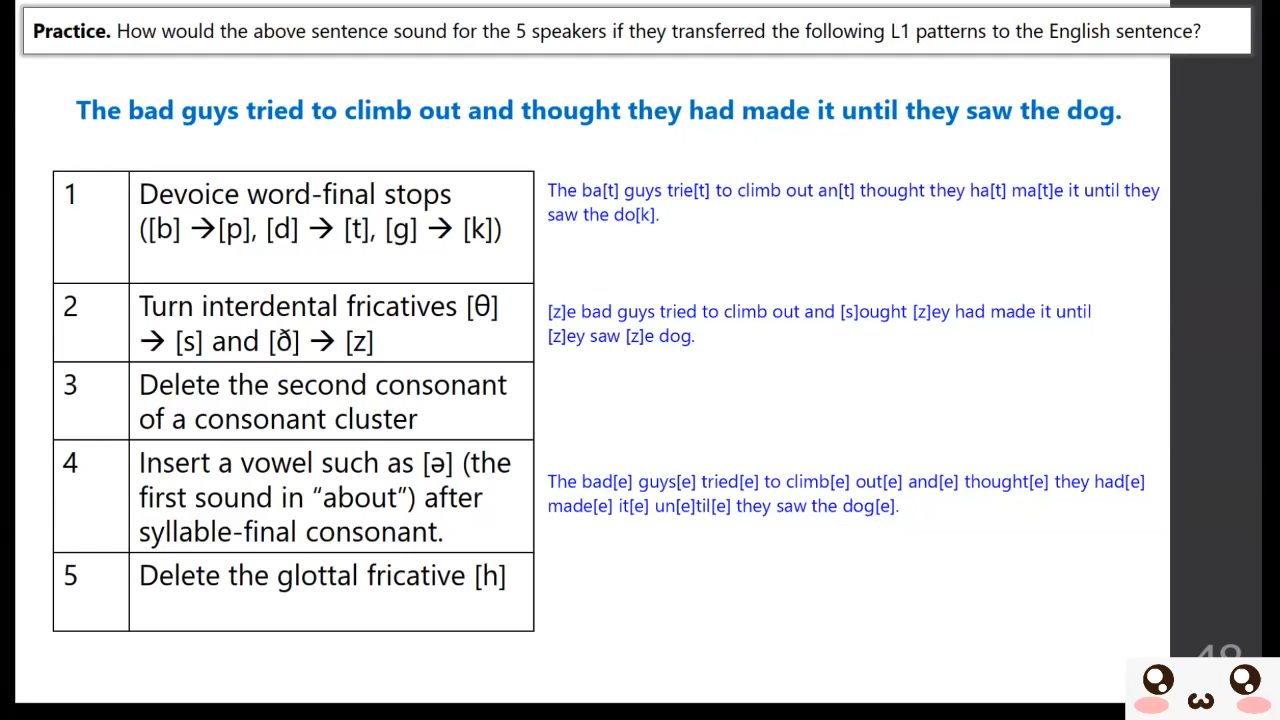 Practice. How would the above sentence sound for the 5 speakers if they transferred the following L1 patterns to the English sentence?
The bad guys tried to climb out and thought they had made it until they saw the dog.
1
Devoice word-final stops
([b] →[p], [d] → [t], [g] → [k])
The ba[t] guys trie[t] to climb out an[t] thought they ha[t] ma[t]e it until they
saw the do[k].
2
Turn interdental fricatives [θ]
→ [s] and [ð] → [z]
[z]e bad guys tried to climb out and [s]ought [z]ey had made it until
[z]ey saw [z]e dog.
3
Delete the second consonant
of a consonant cluster
4
Insert a vowel such as [ə] (the
first sound in “about”) after
syllable-final consonant.
The bad[e] guys[e] tried[e] to climb[e] out[e] and[e] thought[e] they had[e]
made[e] it[e] un[e]til[e] they saw the dog[e].
5
Delete the glottal fricative [h]